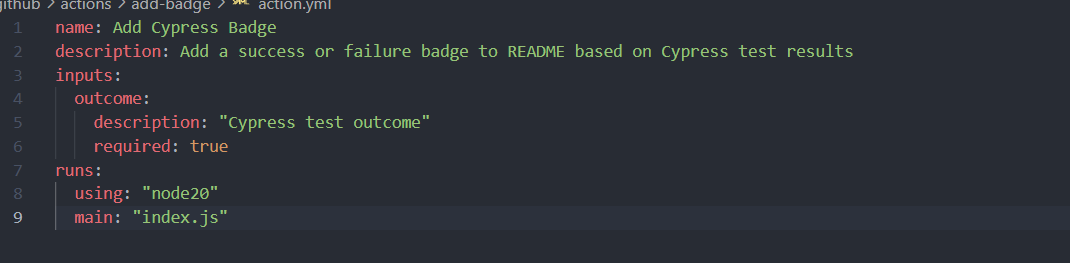 github > actions > add-badge > action.yml
1 name: Add Cypress Badge
2 description: Add a success or failure badge to README based on Cypress test results
3 inputs:
4   outcome:
5     description: "Cypress test outcome"
6     required: true
7 runs:
8   using: "node20"
9   main: "index.js"